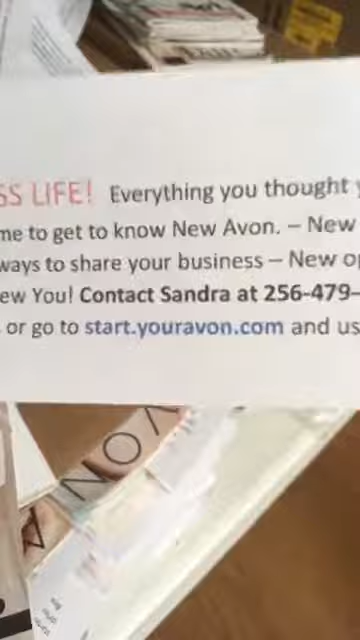 SS LIFE! Everything you thought y
me to get to know New Avon. – New
ways to share your business – New op
ew You! Contact Sandra at 256-479–
or go to start.youravon.com and us
AVON